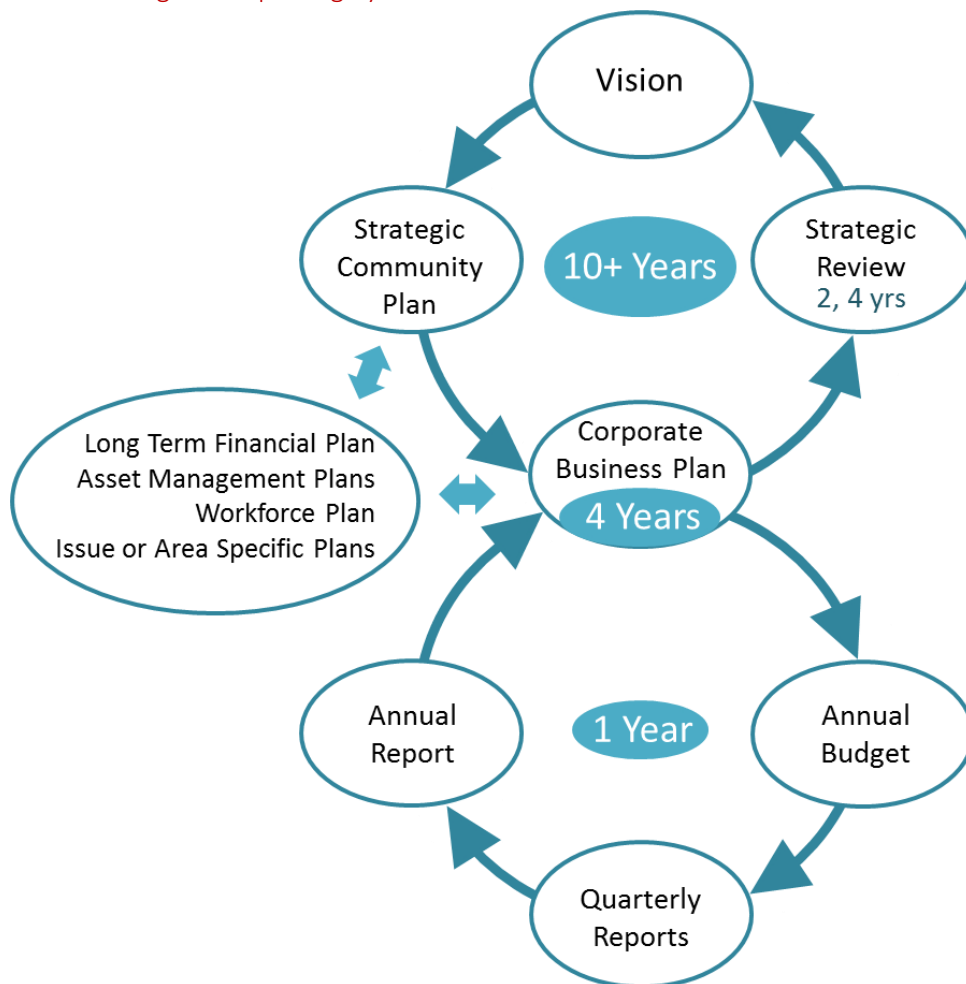 Vision
Strategic
Community
Plan
10+ Years
Strategic
Review
2, 4 yrs
Long Term Financial Plan
Asset Management Plans
Workforce Plan
Issue or Area Specific Plans
Corporate
Business Plan
4 Years
Annual
Report
1 Year
Annual
Budget
Quarterly
Reports